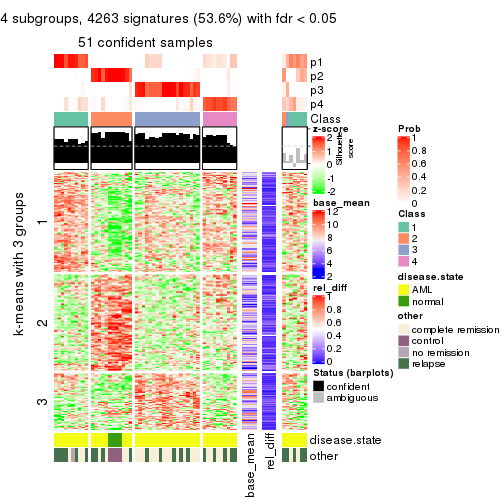 4 subgroups, 4263 signatures (53.6%) with fdr < 0.05
51 confident samples
p1
p2
p3
p4
Class
Silhouette score
k-means with 3 groups
1
2
3
disease.state
other
base_mean
rel_diff
z-score
2
1
0
-1
-2
base_mean
12
10
8
6
4
2
rel_diff
1
0.8
0.6
0.4
0.2
0
Status (barplots)
confident
ambiguous
Prob
1
0.8
0.6
0.4
0.2
0
Class
1
2
3
4
disease.state
AML
normal
other
complete remission
control
no remission
relapse